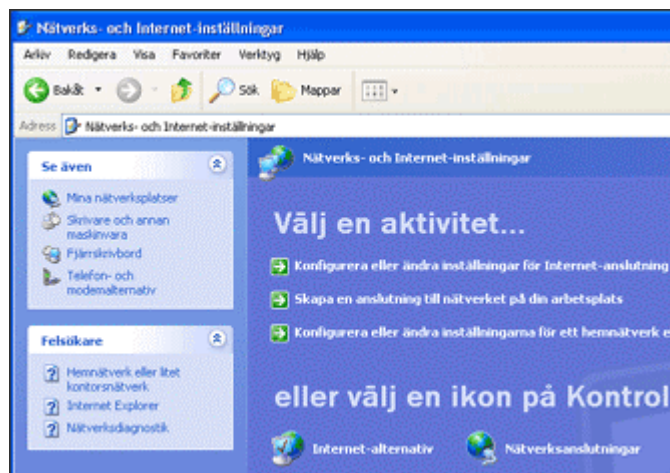 Nätverks- och Internet-inställningar
Arkiv Redigera Visa Favoriter Verktyg Hjälp
Bakåt Sök Mappar
Adress Nätverks- och Internet-inställningar
Se även
Mina nätverksplatser
Skrivare och annan
maskinvara
Fjärrskrivbord
Telefon- och
modemalternativ
Felsökare
Hemnätverk eller litet
kontorsnätverk
Internet Explorer
Nätverksdiagnostik
Nätverks- och Internet-inställningar
Välj en aktivitet...
Konfigurera eller ändra inställningar för Internet-anslutning
Skapa en anslutning till nätverket på din arbetsplats
Konfigurera eller ändra inställningarna för ett hemnätverk e
eller välj en ikon på Kontrol
Internet-alternativ Nätverksanslutningar